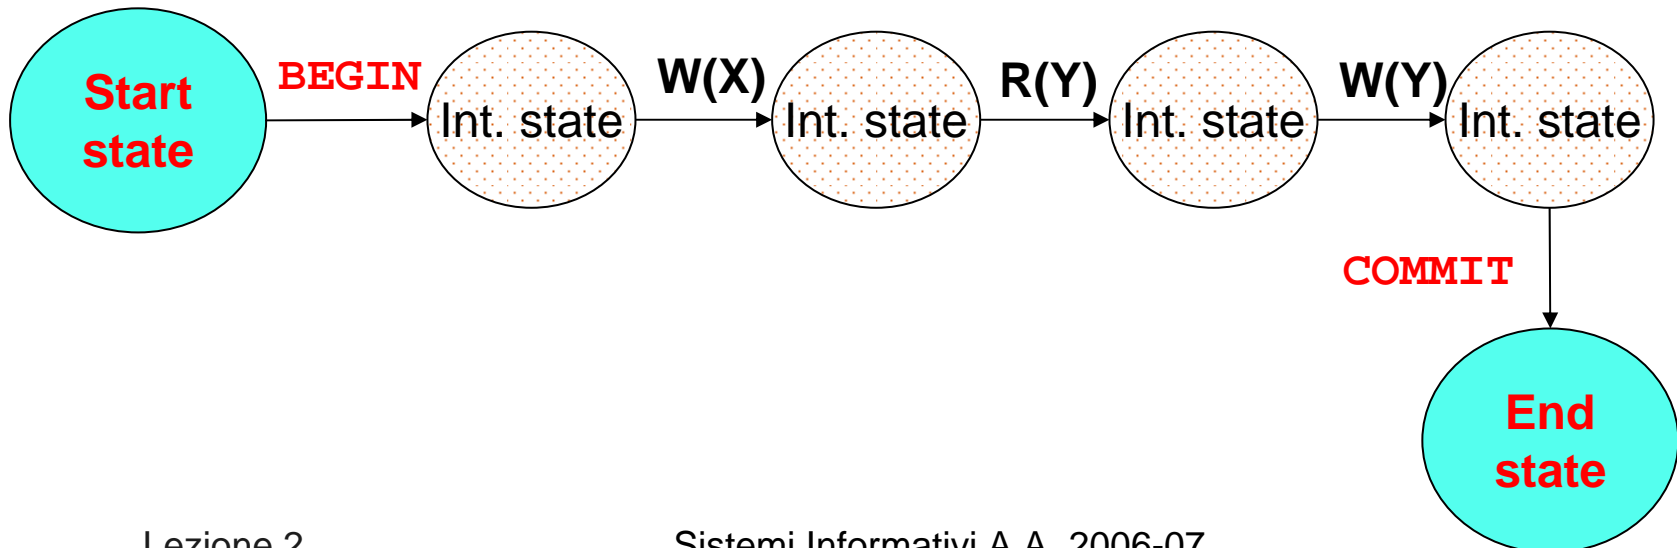 Start
state
BEGIN
Int. state
W(X)
Int. state
R(Y)
Int. state
W(Y)
Int. state
COMMIT
End
state
Lezione 2
Sistemi Informativi A.A. 2006-07